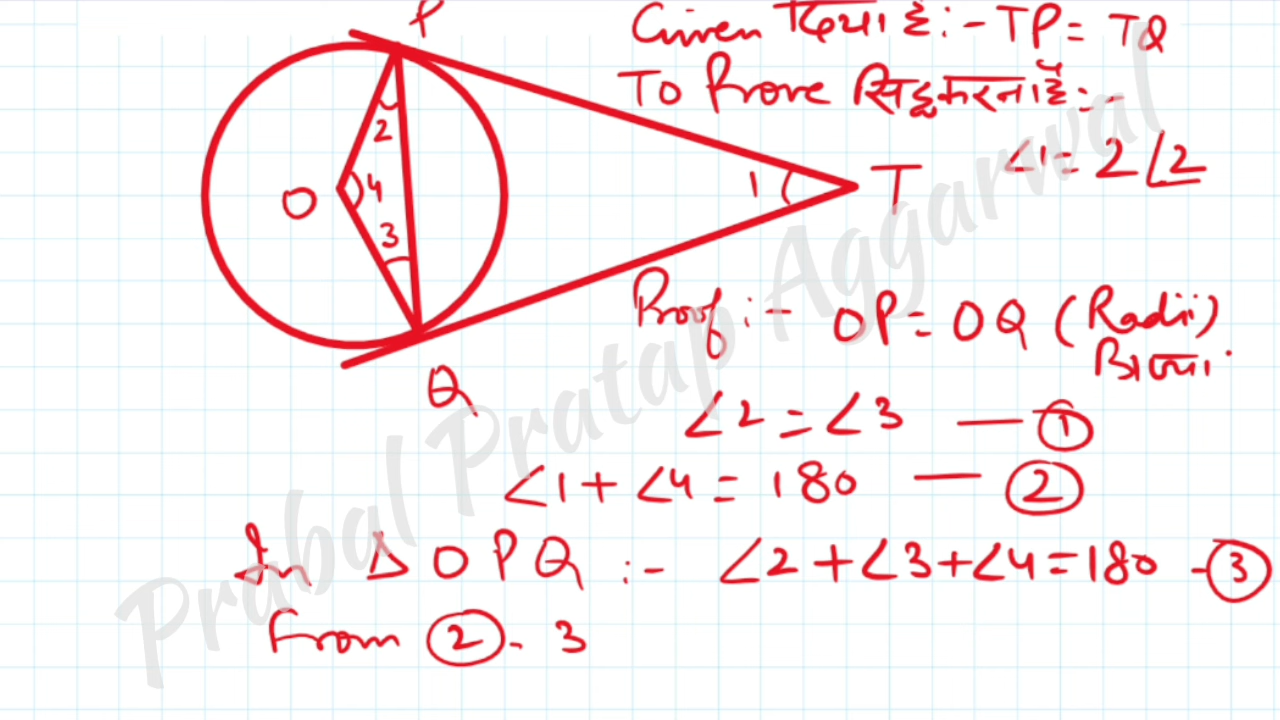 P
Given दिया है :- TP = TQ
To Prove :-
∠1 = 2∠2
2
O
4
3
1
T
Q
Proof :- OP = OQ (Radii)
∠2 = ∠3 — ①
∠1 + ∠4 = 180 — ②
In Δ OPQ :- ∠2 + ∠3 + ∠4 = 180 - ③
From ② - 3
Prabal Pratap Aggarwal